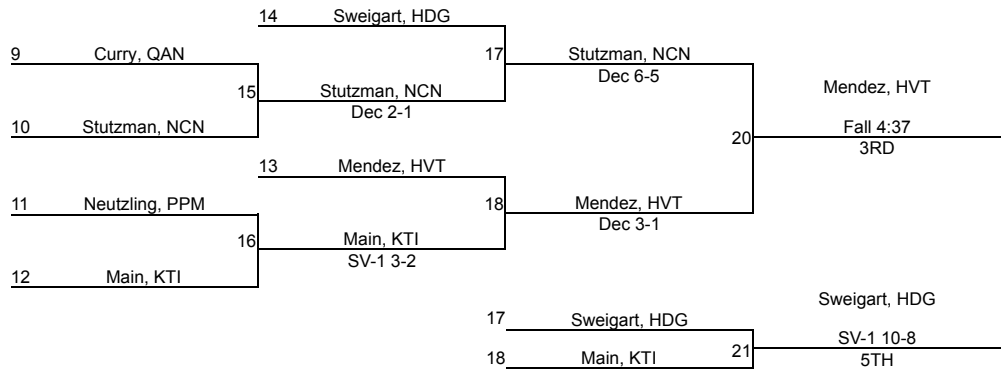 14 Sweigart, HDG
9 Curry, QAN
17 Stutzman, NCN
Dec 6-5
15 Stutzman, NCN
Dec 2-1
Mendez, HVT
10 Stutzman, NCN
20 Fall 4:37
3RD
13 Mendez, HVT
11 Neutzling, PPM
18 Mendez, HVT
Dec 3-1
16 Main, KTI
SV-1 3-2
12 Main, KTI
Sweigart, HDG
17 Sweigart, HDG
21 SV-1 10-8
5TH
18 Main, KTI